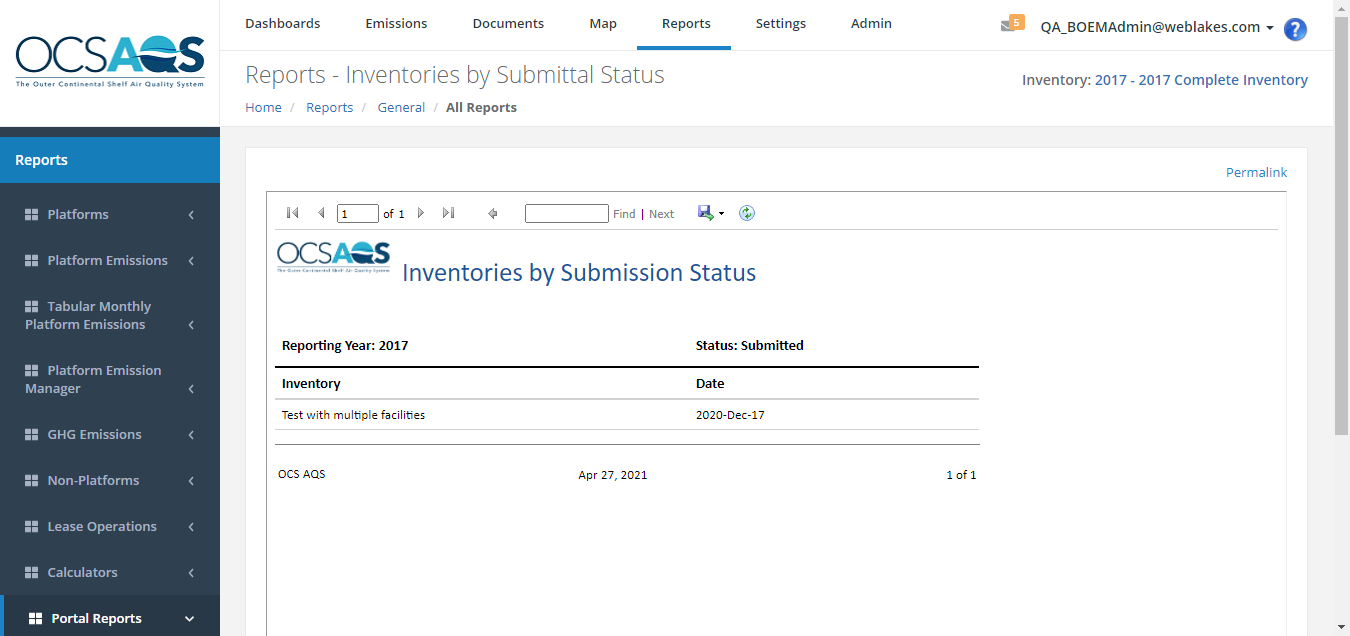 OCSAQS
The Outer Continental Shelf Air Quality System
Dashboards Emissions Documents Map Reports Settings Admin
5 QA_BOEMAdmin@weblakes.com ?
Reports - Inventories by Submittal Status
Inventory: 2017 - 2017 Complete Inventory
Home / Reports / General / All Reports
Reports
Platforms
Platform Emissions
Tabular Monthly
Platform Emissions
Platform Emission
Manager
GHG Emissions
Non-Platforms
Lease Operations
Calculators
Portal Reports
Permalink
1 of 1 Find | Next
OCSAQS
The Outer Continental Shelf Air Quality System
Inventories by Submission Status
Reporting Year: 2017 Status: Submitted
Inventory Date
Test with multiple facilities 2020-Dec-17
OCS AQS Apr 27, 2021 1 of 1